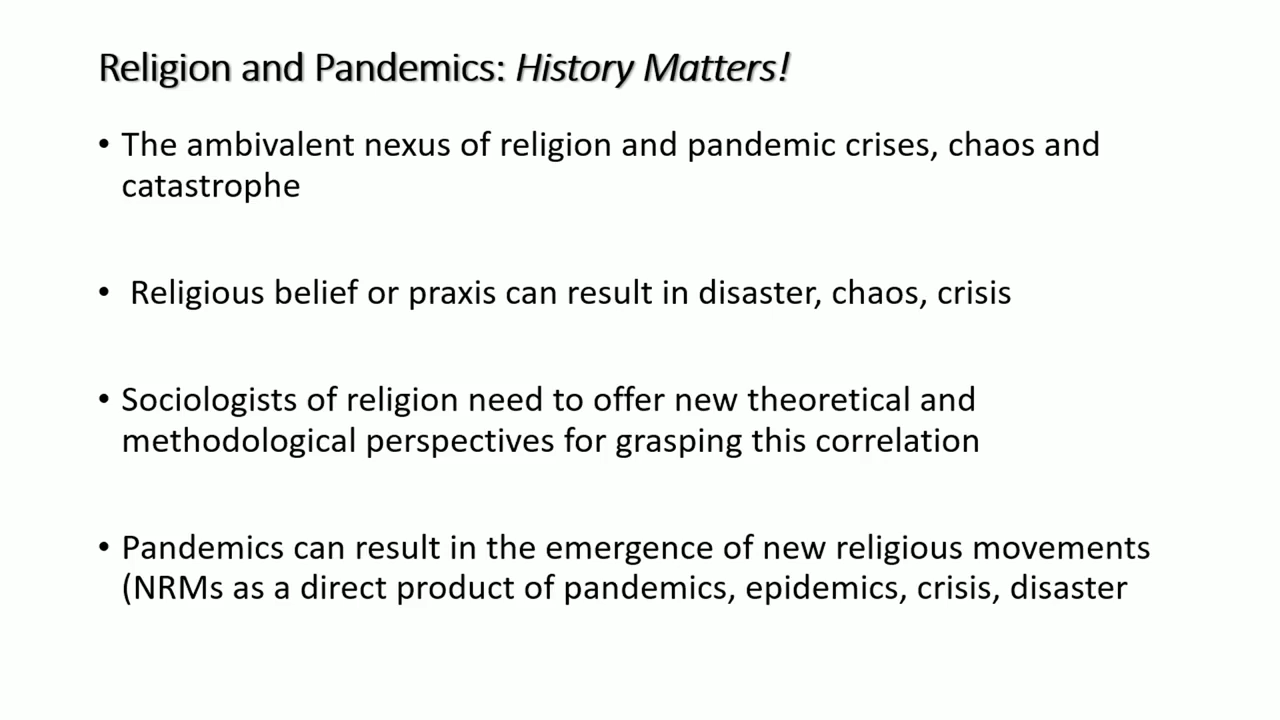 Religion and Pandemics: History Matters!
• The ambivalent nexus of religion and pandemic crises, chaos and
catastrophe
• Religious belief or praxis can result in disaster, chaos, crisis
• Sociologists of religion need to offer new theoretical and
methodological perspectives for grasping this correlation
• Pandemics can result in the emergence of new religious movements
(NRMs as a direct product of pandemics, epidemics, crisis, disaster